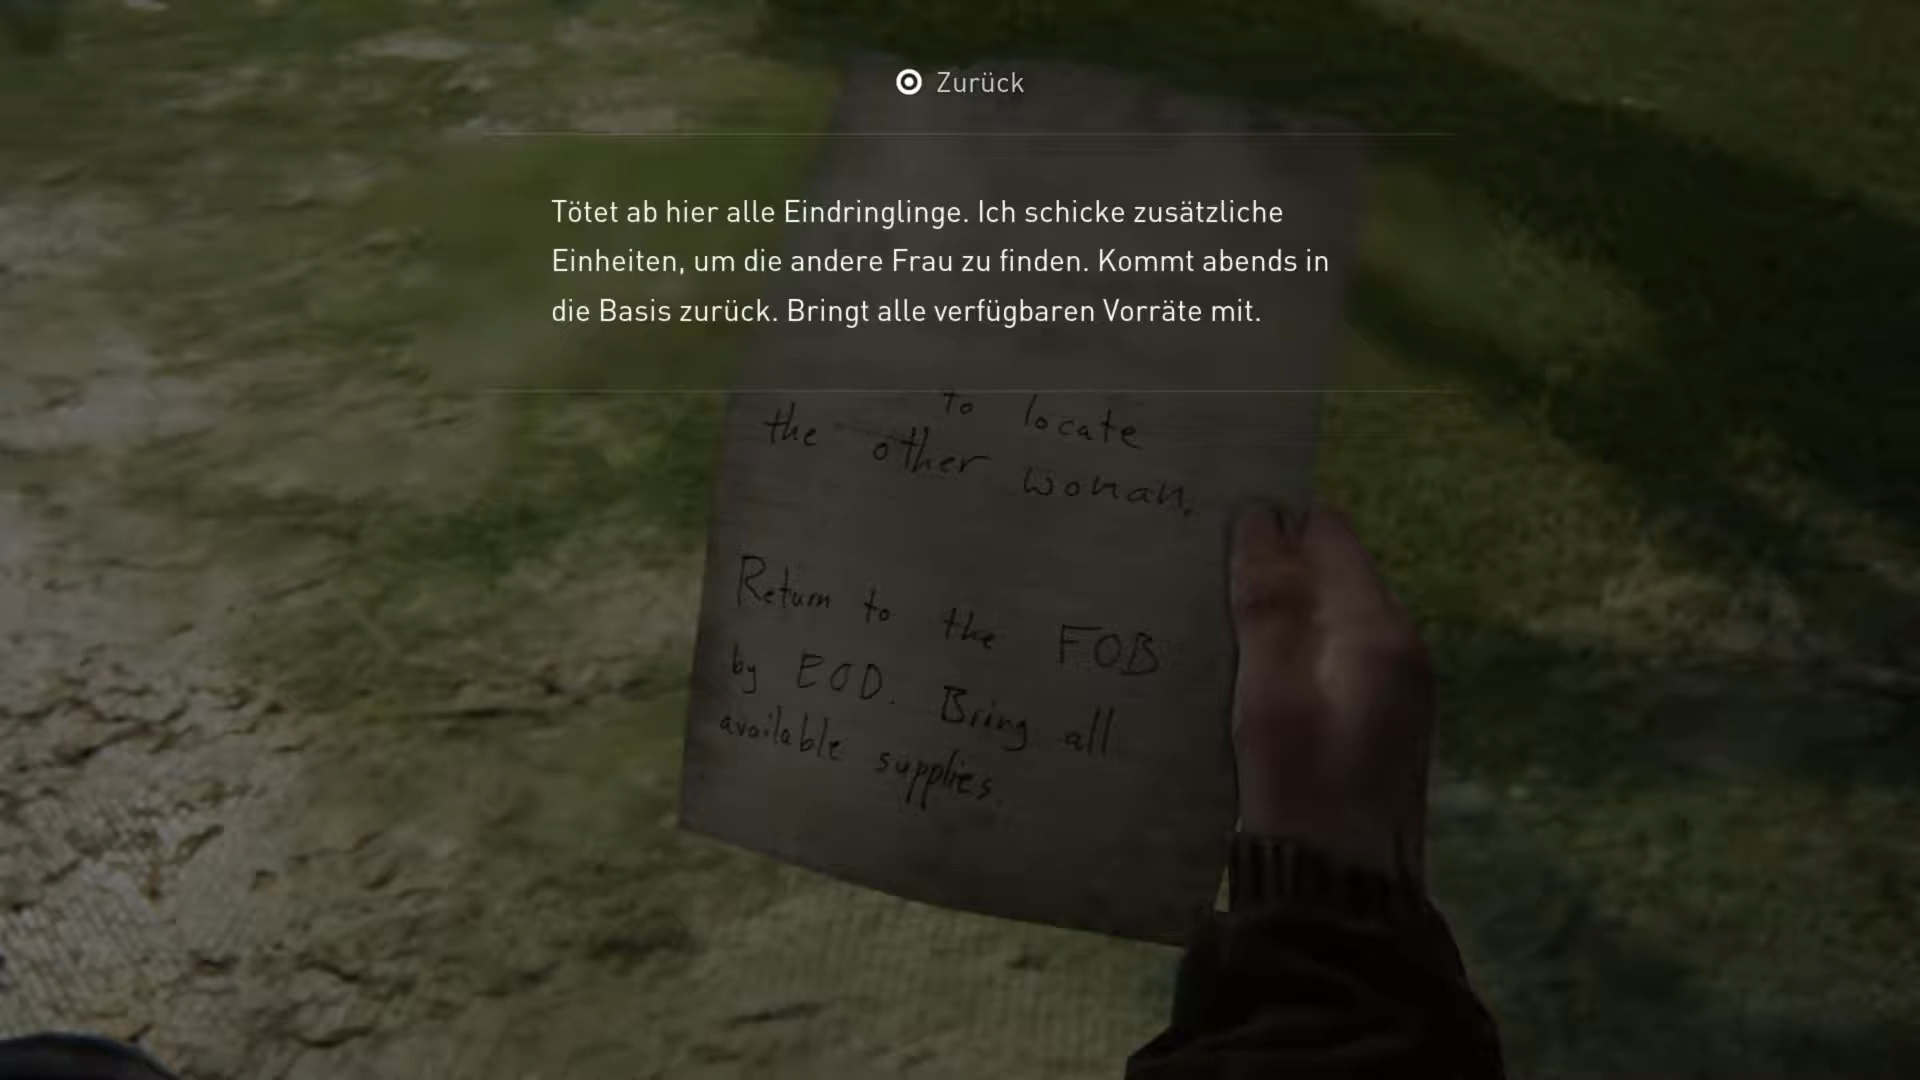 Zurück
Tötet ab hier alle Eindringlinge. Ich schicke zusätzliche
Einheiten, um die andere Frau zu finden. Kommt abends in
die Basis zurück. Bringt alle verfügbaren Vorräte mit.
to locate
the other woman.
Return to the FOB
by EOD. Bring all
available supplies.